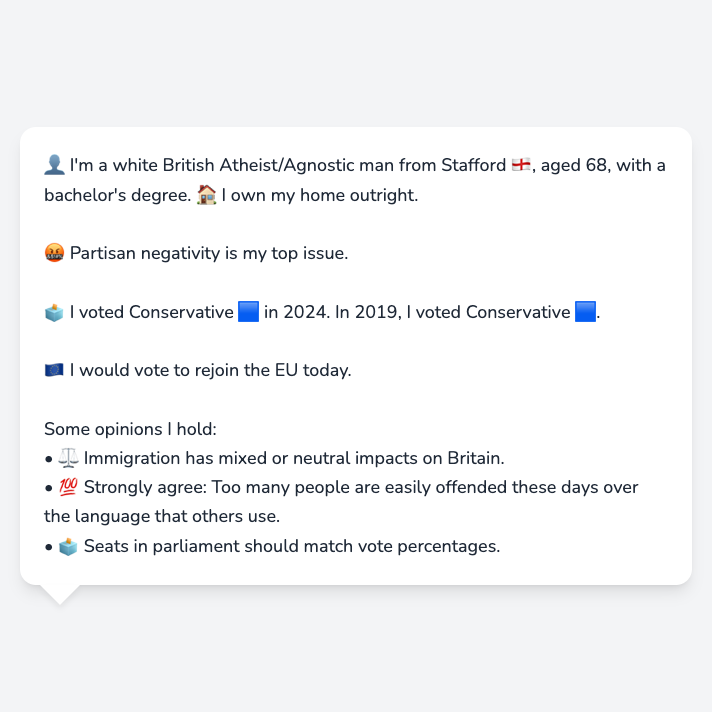 👤 I'm a white British Atheist/Agnostic man from Stafford 🏴󠁧󠁢󠁥󠁮󠁧󠁿, aged 68, with a
bachelor's degree. 🏠 I own my home outright.
🤬 Partisan negativity is my top issue.
🗳️ I voted Conservative 🟦 in 2024. In 2019, I voted Conservative 🟦.
🇪🇺 I would vote to rejoin the EU today.
Some opinions I hold:
• ⚖️ Immigration has mixed or neutral impacts on Britain.
• 💯 Strongly agree: Too many people are easily offended these days over
the language that others use.
• 🗳️ Seats in parliament should match vote percentages.